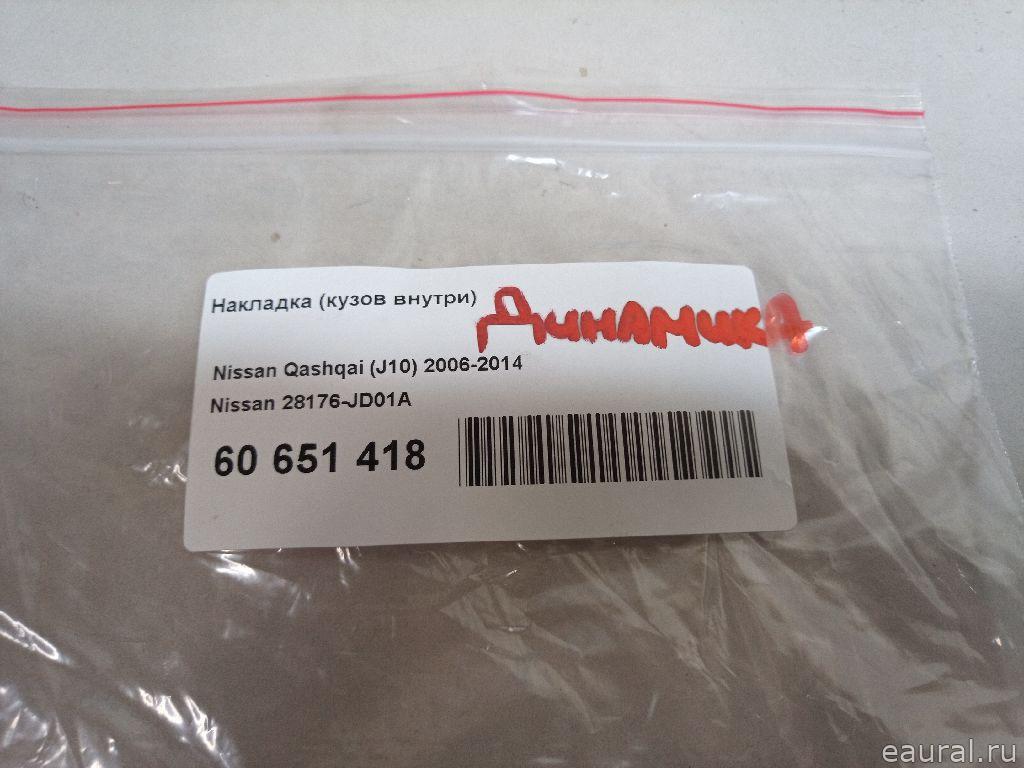 Накладка (кузов внутри) Динамика
Nissan Qashqai (J10) 2006-2014
Nissan 28176-JD01A
60 651 418
eaural.ru